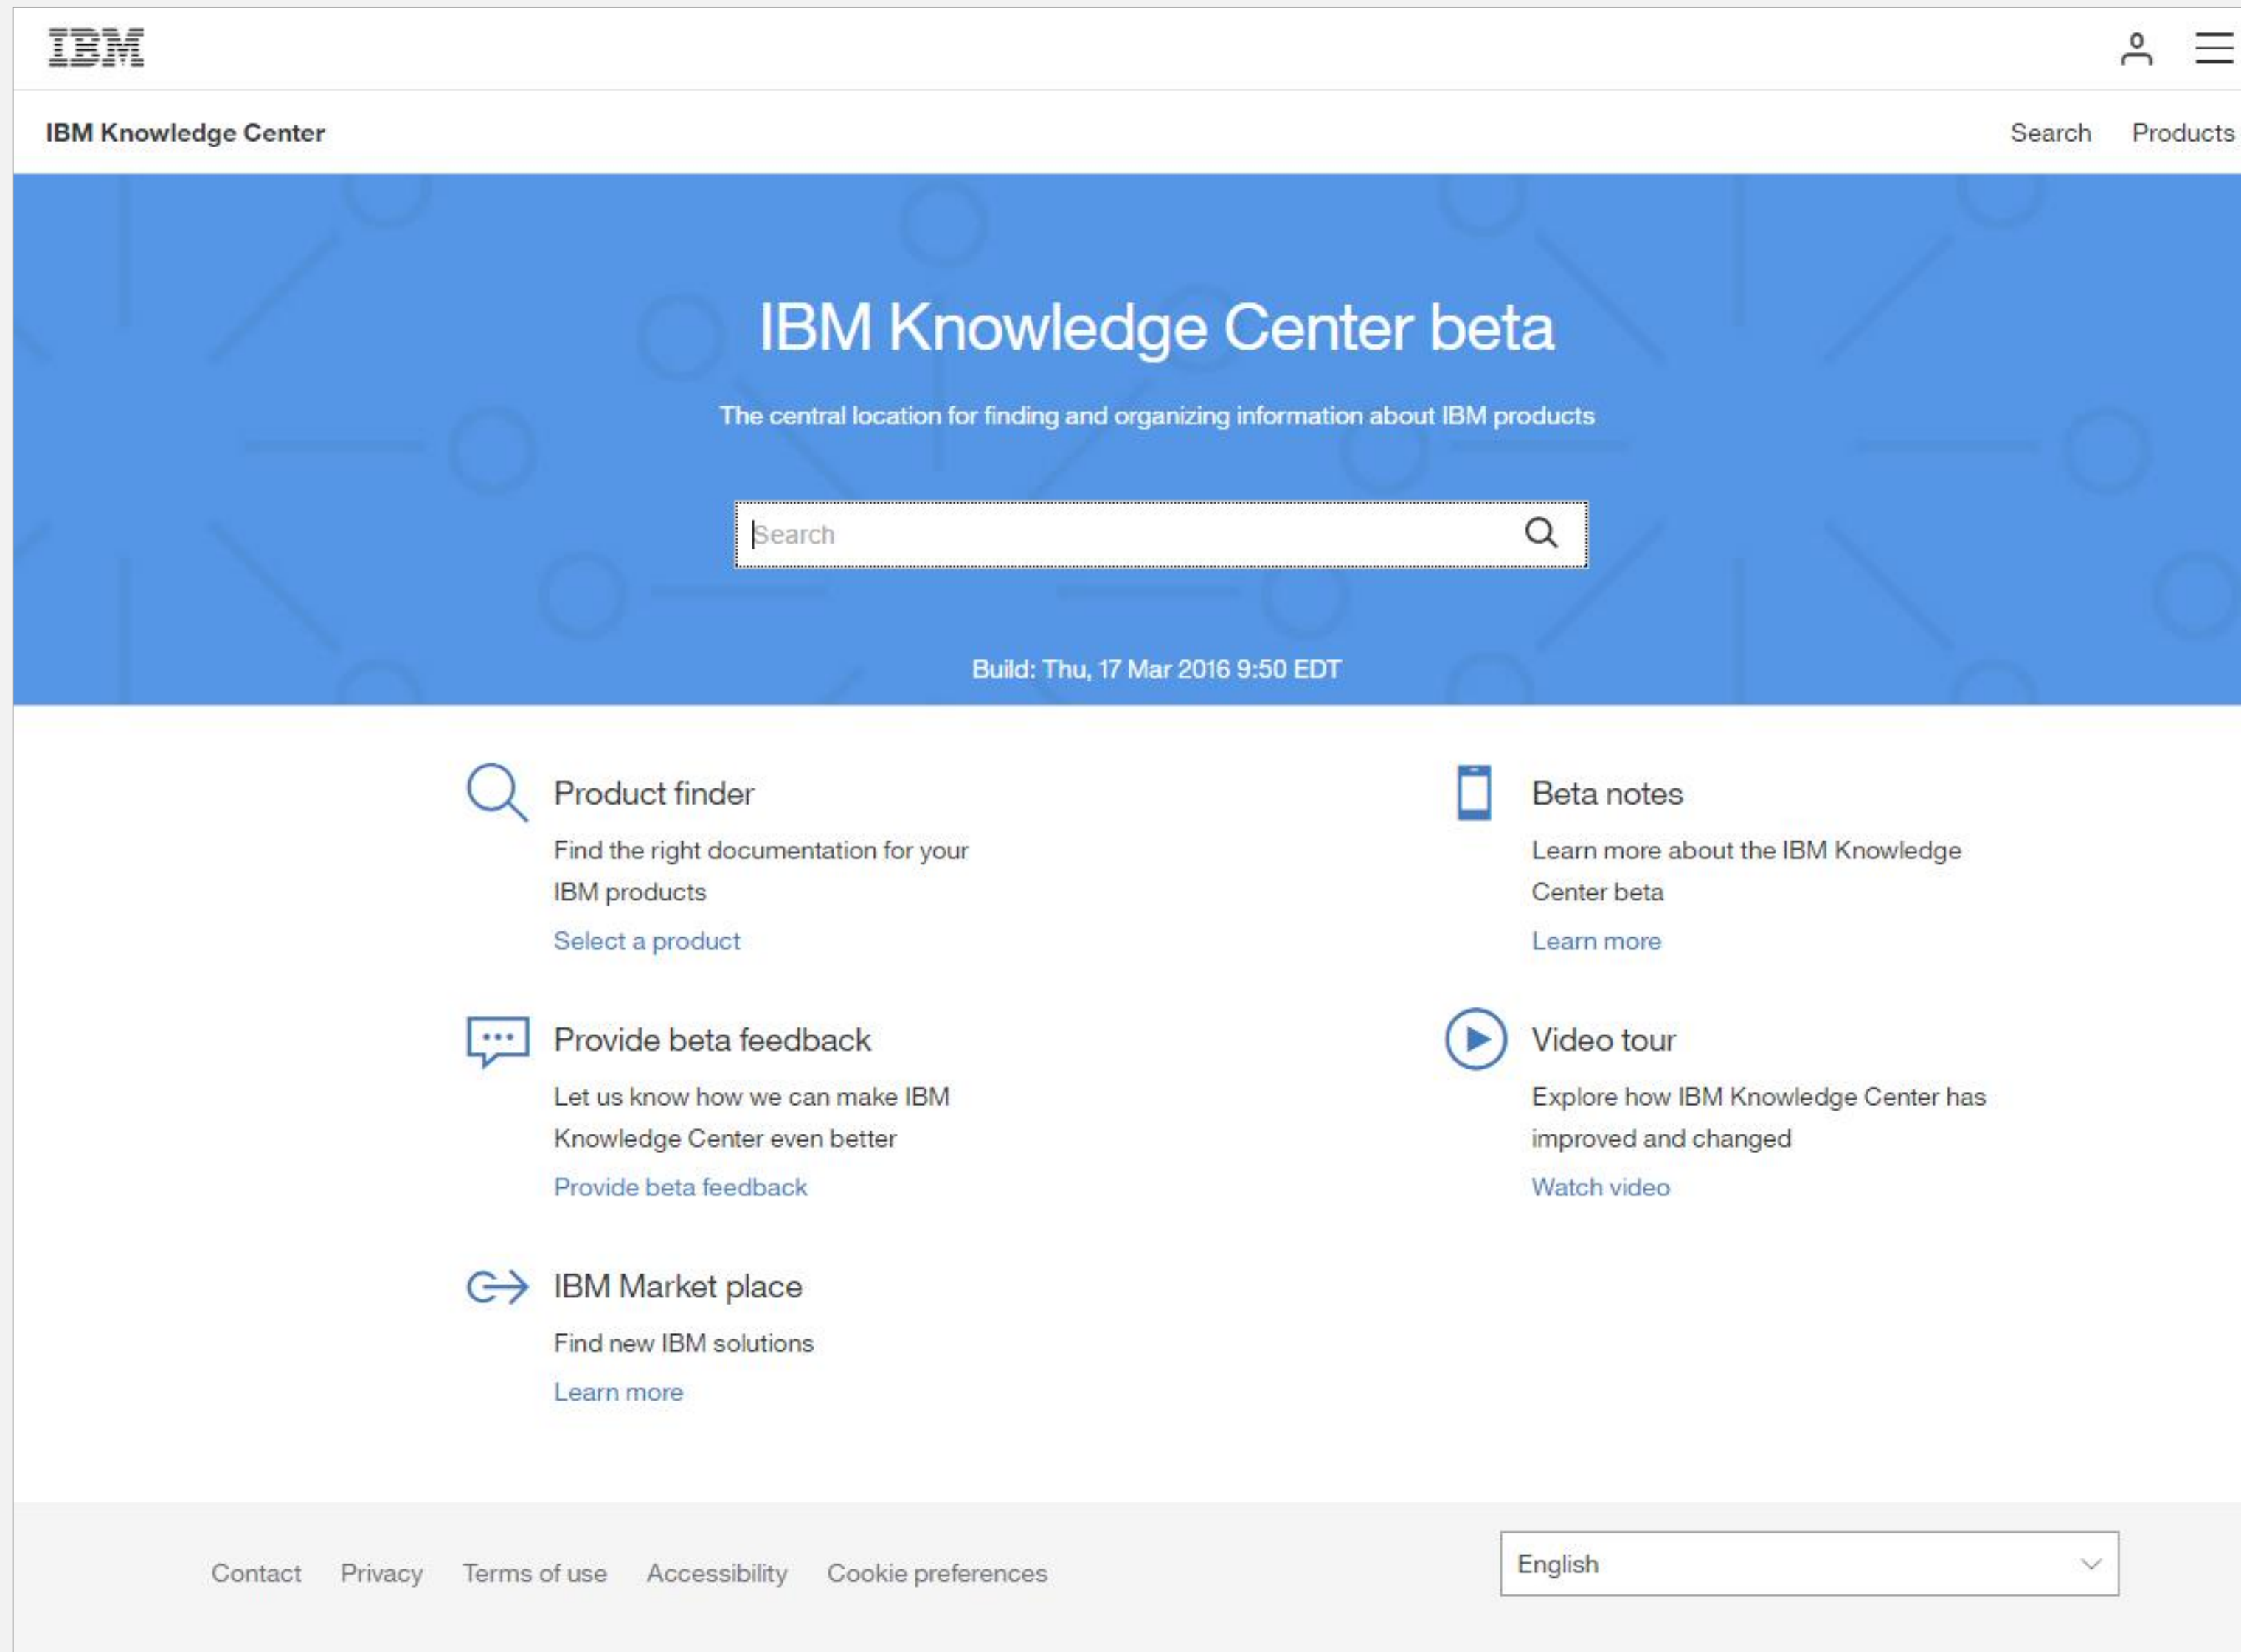 IBM
IBM Knowledge Center
Search Products
IBM Knowledge Center beta
The central location for finding and organizing information about IBM products
Search
Build: Thu, 17 Mar 2016 9:50 EDT
Product finder
Find the right documentation for your
IBM products
Select a product
Beta notes
Learn more about the IBM Knowledge
Center beta
Learn more
Provide beta feedback
Let us know how we can make IBM
Knowledge Center even better
Provide beta feedback
Video tour
Explore how IBM Knowledge Center has
improved and changed
Watch video
IBM Market place
Find new IBM solutions
Learn more
Contact Privacy Terms of use Accessibility Cookie preferences
English